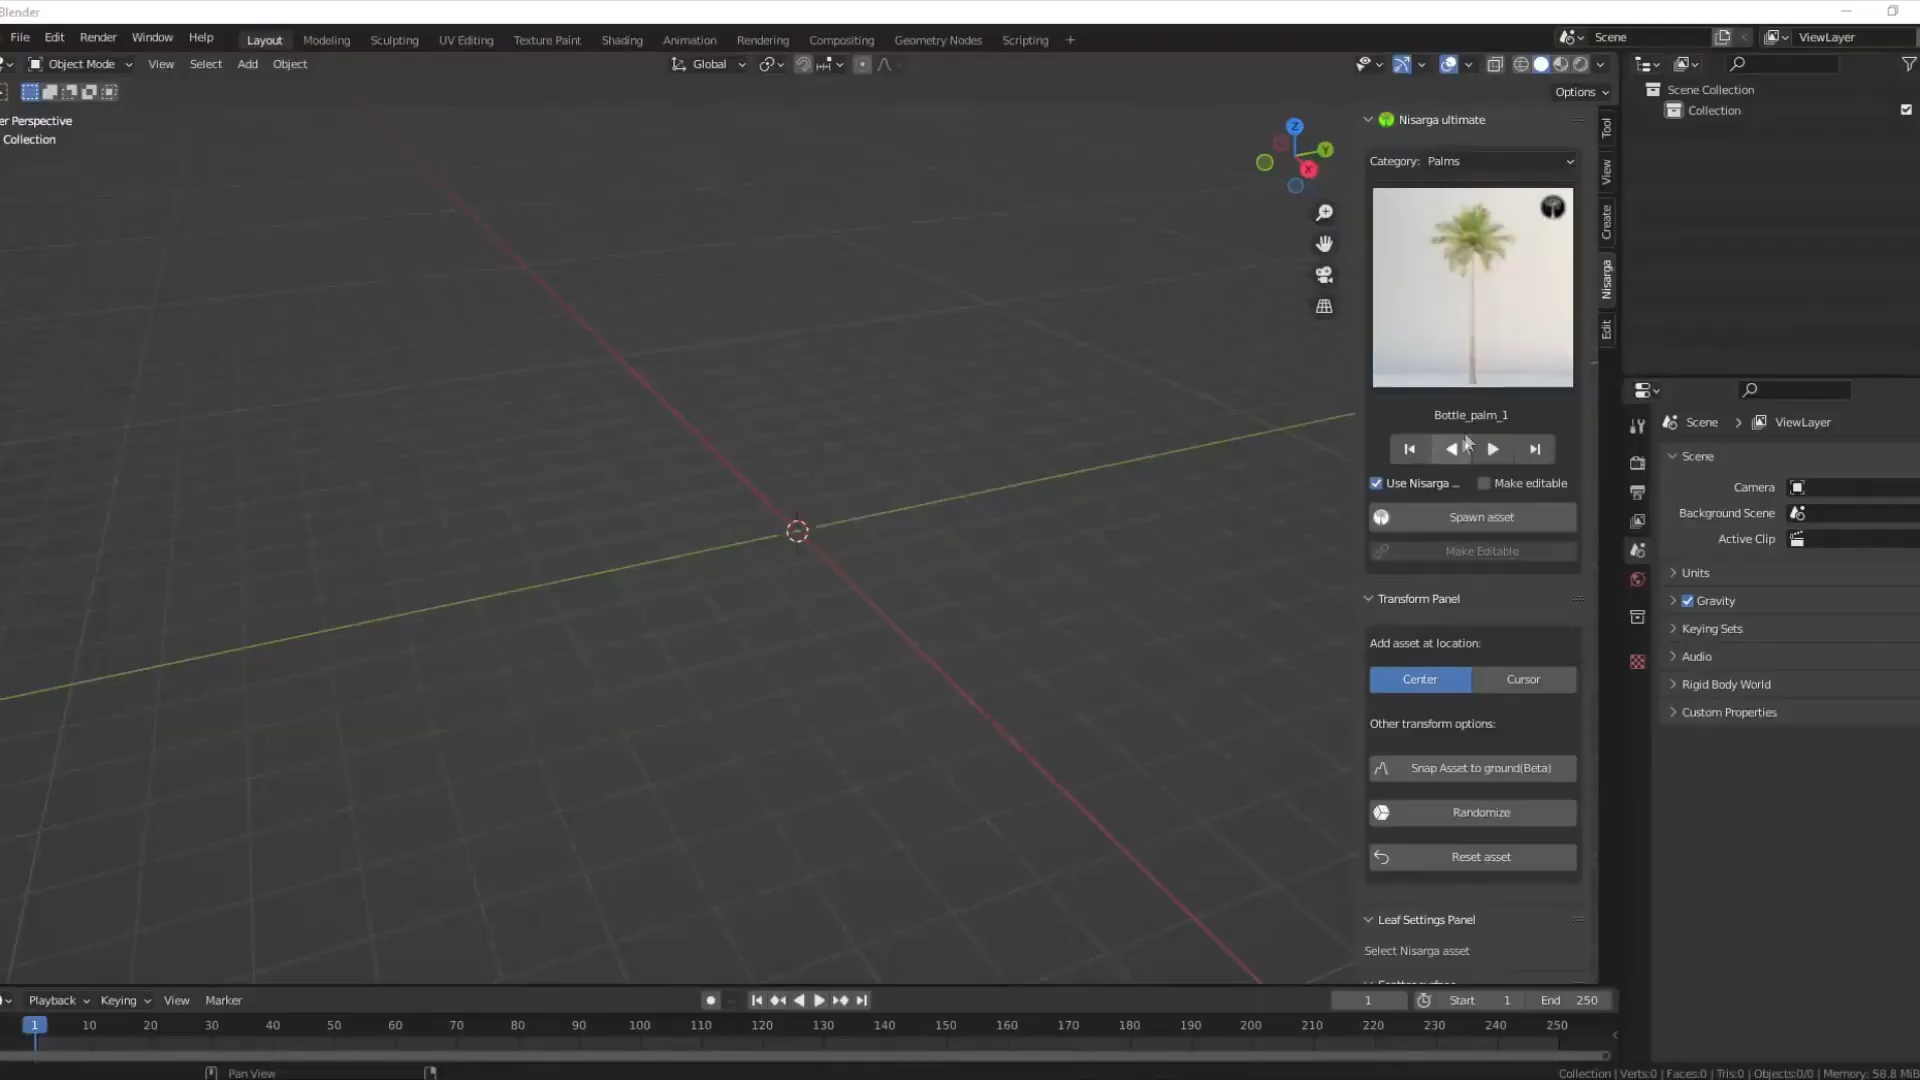 Blender
File Edit Render Window Help Layout Modeling Sculpting UV Editing Texture Paint Shading Animation Rendering Compositing Geometry Nodes Scripting + Scene ViewLayer
Object Mode View Select Add Object Global
Options
er Perspective
Collection
Z
Y
X
Nisarga ultimate
Category: Palms
Bottle_palm_1
Use Nisarga ... Make editable
Spawn asset
Make Editable
Transform Panel
Add asset at location:
Center Cursor
Other transform options:
Snap Asset to ground(Beta)
Randomize
Reset asset
Leaf Settings Panel
Select Nisarga asset
Tool
View
Create
Nisarga
Edit
Scene Collection
Collection
Scene > ViewLayer
Scene
Camera
Background Scene
Active Clip
Units
Gravity
Keying Sets
Audio
Rigid Body World
Custom Properties
Playback Keying View Marker 1 Start 1 End 250
1 10 20 30 40 50 60 70 80 90 100 110 120 130 140 150 160 170 180 190 200 210 220 230 240 250
Pan View
Collection | Verts:0 | Faces:0 | Tris:0 | Objects:0/0 | Memory: 58.8 MiB